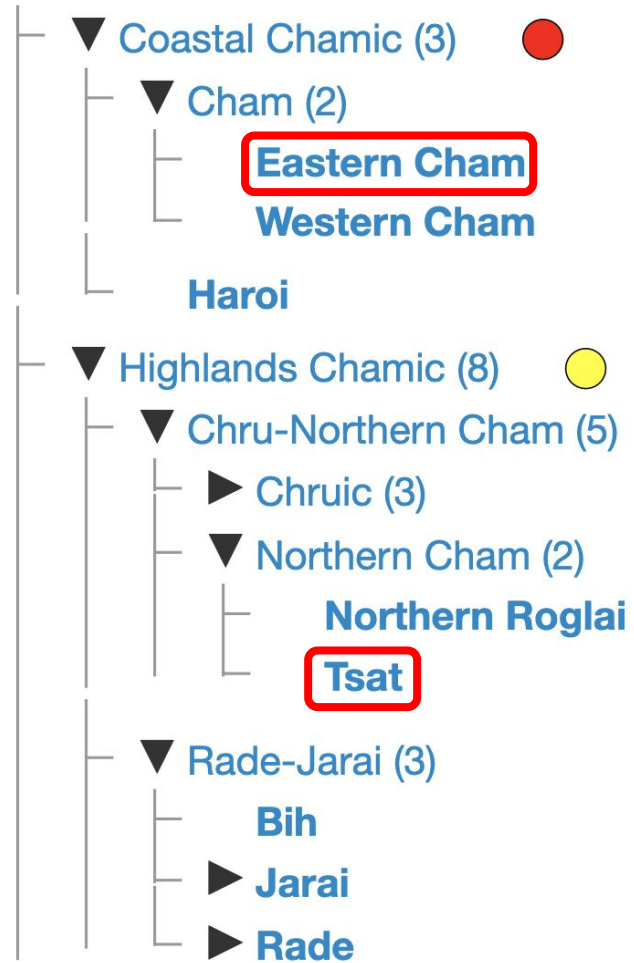 Coastal Chamic (3)
Cham (2)
Eastern Cham
Western Cham
Haroi
Highlands Chamic (8)
Chru-Northern Cham (5)
Chruic (3)
Northern Cham (2)
Northern Roglai
Tsat
Rade-Jarai (3)
Bih
Jarai
Rade